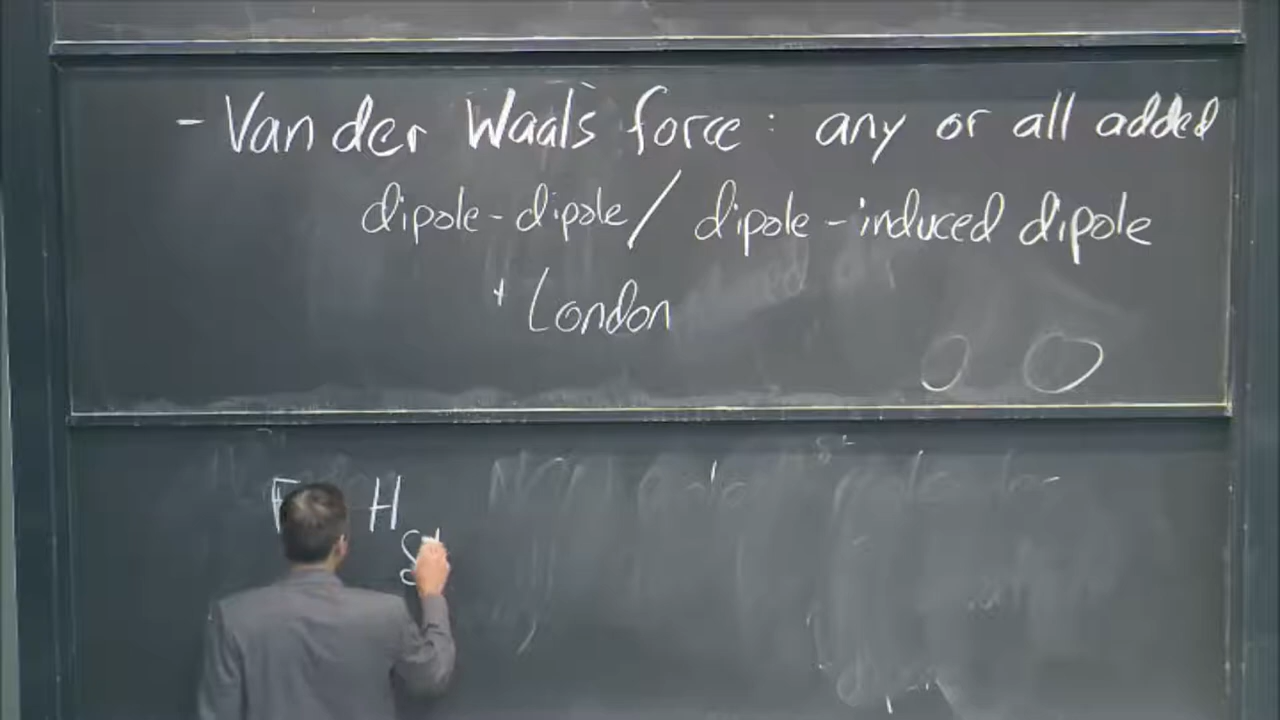 - Van der Waals force: any or all added
dipole-dipole / dipole-induced dipole
+ London
F H
δ+